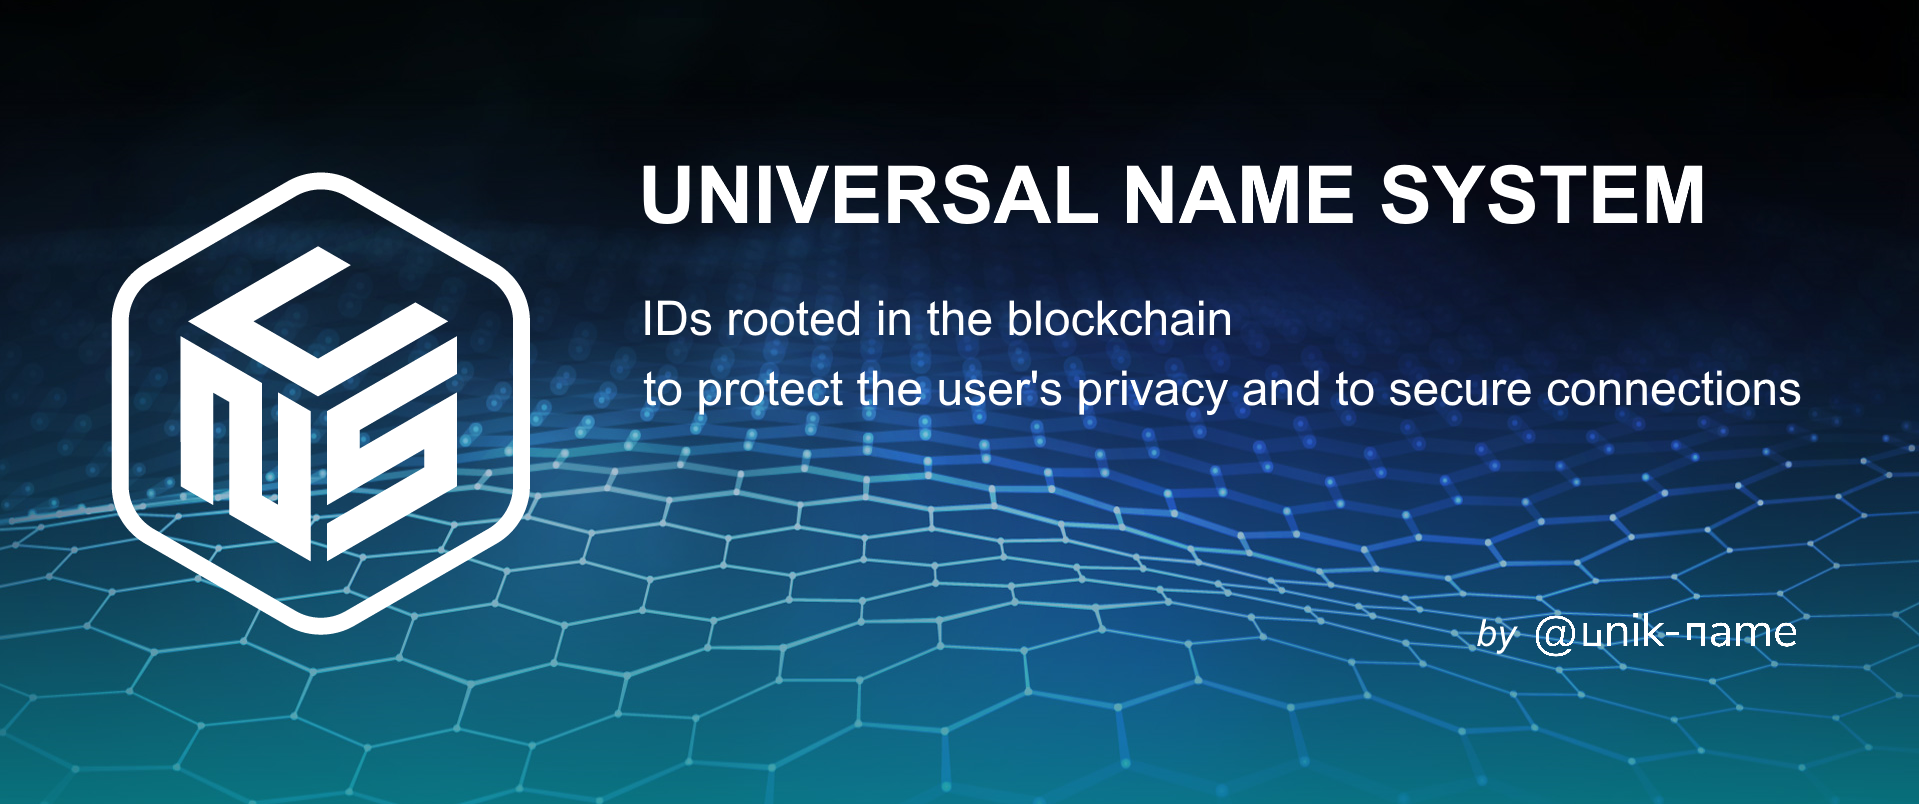 UNS
UNIVERSAL NAME SYSTEM
IDs rooted in the blockchain
to protect the user's privacy and to secure connections
by @unik-name